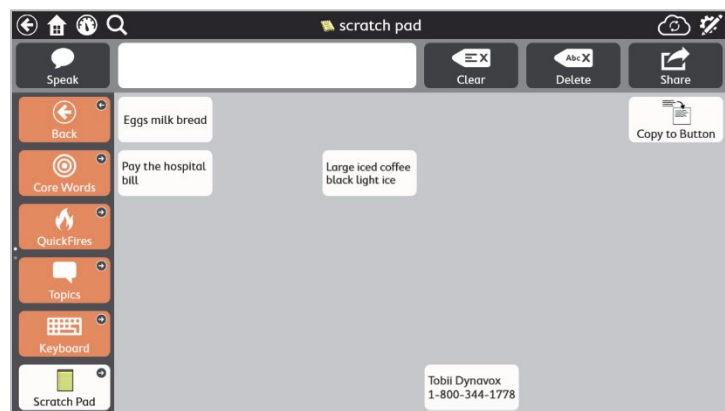 scratch pad
Speak
Clear
Abc
Delete
Share
Back
Eggs milk bread
Copy to Button
Core Words
Pay the hospital
bill
Large iced coffee
black light ice
QuickFires
Topics
Keyboard
Scratch Pad
Tobii Dynavox
1-800-344-1778